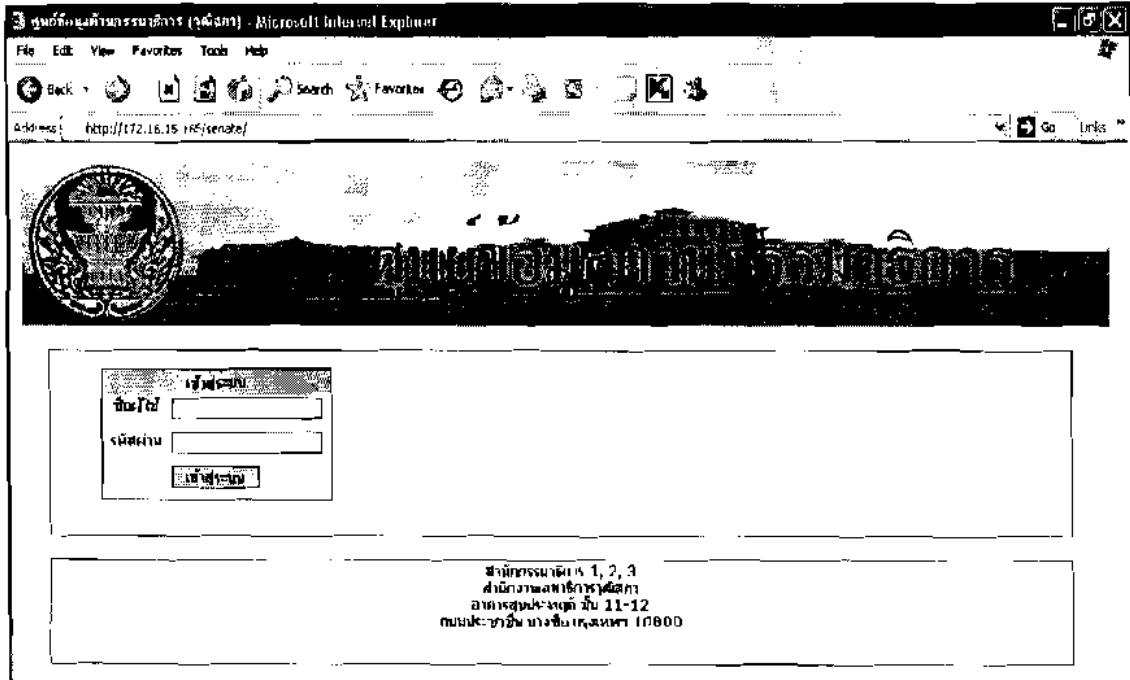 ศูนย์ข้อมูลด้านกรรมาธิการ (วุฒิสภา) - Microsoft Internet Explorer
File Edit View Favorites Tools Help
Back Search Favorites
Address http://172.16.15.165/senate/ Go Links »
เข้าสู่ระบบ
ชื่อผู้ใช้
รหัสผ่าน
เข้าสู่ระบบ
สำนักกรรมาธิการ 1, 2, 3
สำนักงานเลขาธิการวุฒิสภา
อาคารสุขประพฤติ ชั้น 11-12
ถนนประชาชื่น บางซื่อ กรุงเทพฯ 10800